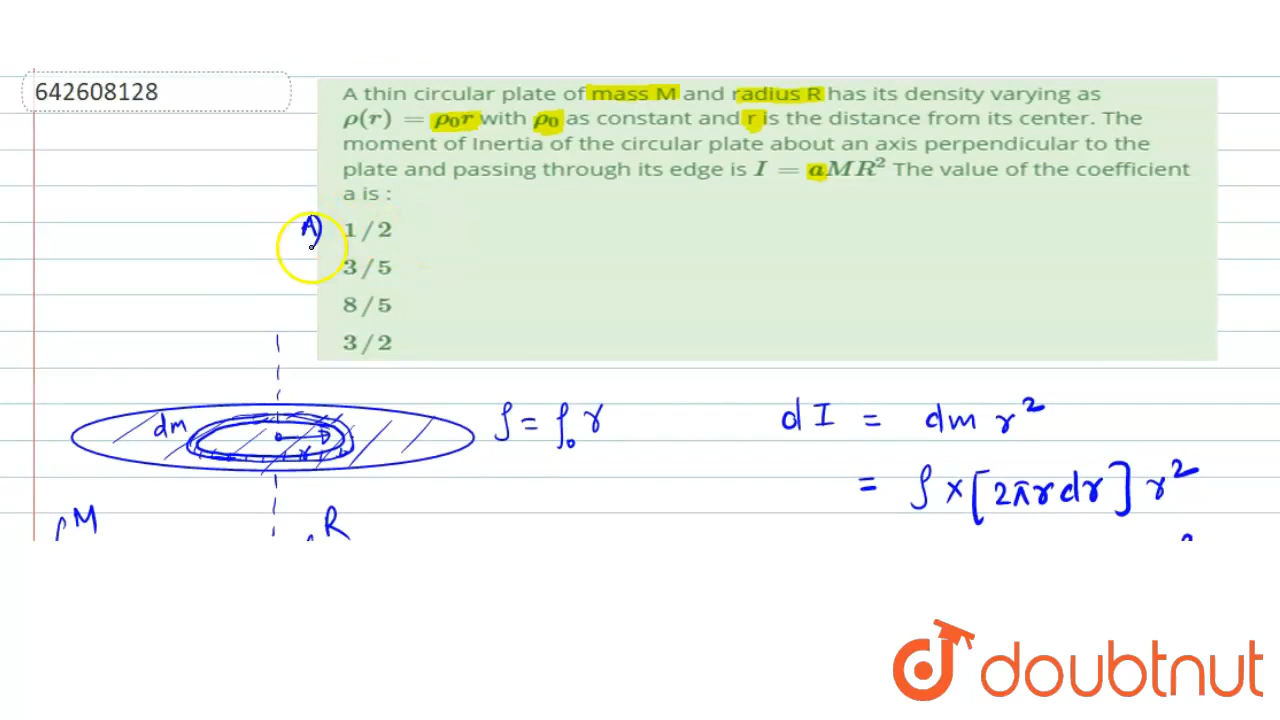 642608128
A thin circular plate of mass M and radius R has its density varying as
ρ(r) = ρ₀r with ρ₀ as constant and r is the distance from its center. The
moment of Inertia of the circular plate about an axis perpendicular to the
plate and passing through its edge is I = aMR² The value of the coefficient
a is :
A) 1/2
3/5
8/5
3/2
dm
r
ρ = ρ₀ r
dI = dm r²
= ρ × [2πr dr] r²
M
R
doubtnut